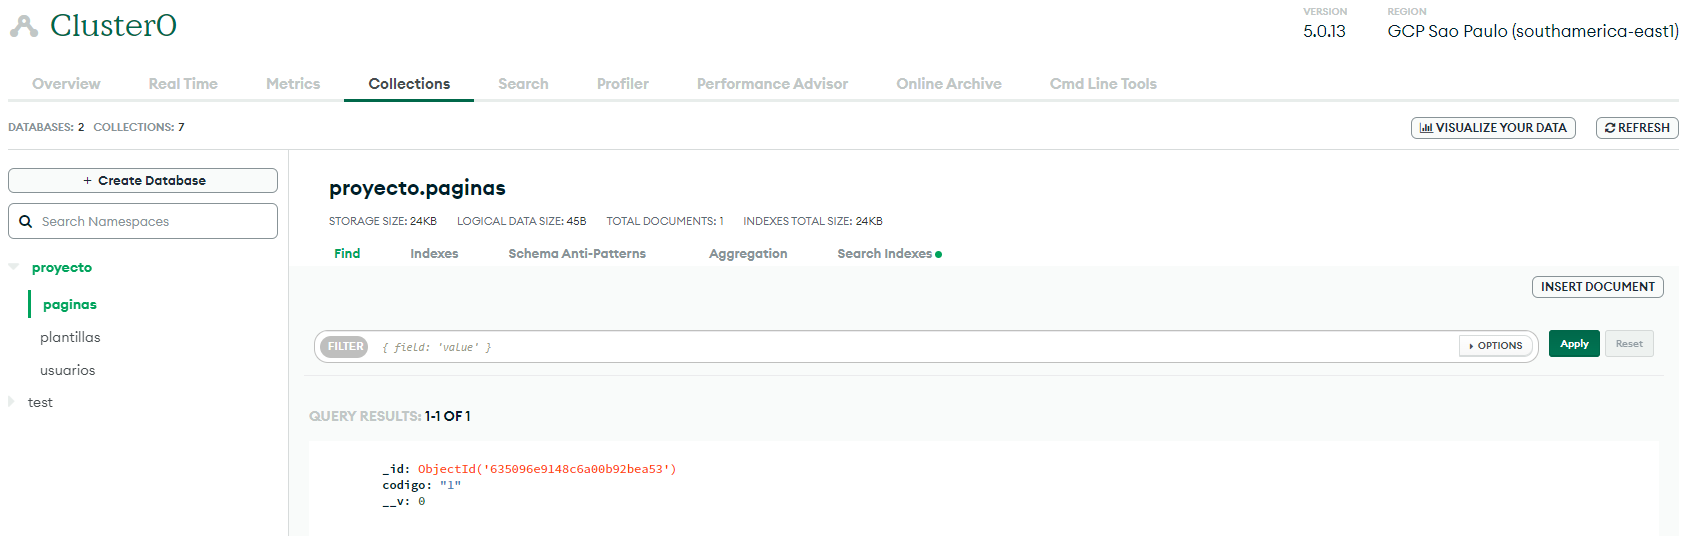 Cluster0
VERSION
5.0.13
REGION
GCP Sao Paulo (southamerica-east1)
Overview Real Time Metrics Collections Search Profiler Performance Advisor Online Archive Cmd Line Tools
DATABASES: 2 COLLECTIONS: 7
VISUALIZE YOUR DATA REFRESH
+ Create Database
Search Namespaces
proyecto
paginas
plantillas
usuarios
test
proyecto.paginas
STORAGE SIZE: 24KB LOGICAL DATA SIZE: 45B TOTAL DOCUMENTS: 1 INDEXES TOTAL SIZE: 24KB
Find Indexes Schema Anti-Patterns Aggregation Search Indexes
INSERT DOCUMENT
FILTER { field: 'value' } OPTIONS Apply Reset
QUERY RESULTS: 1-1 OF 1
_id: ObjectId('635096e9148c6a00b92bea53')
codigo: "1"
__v: 0